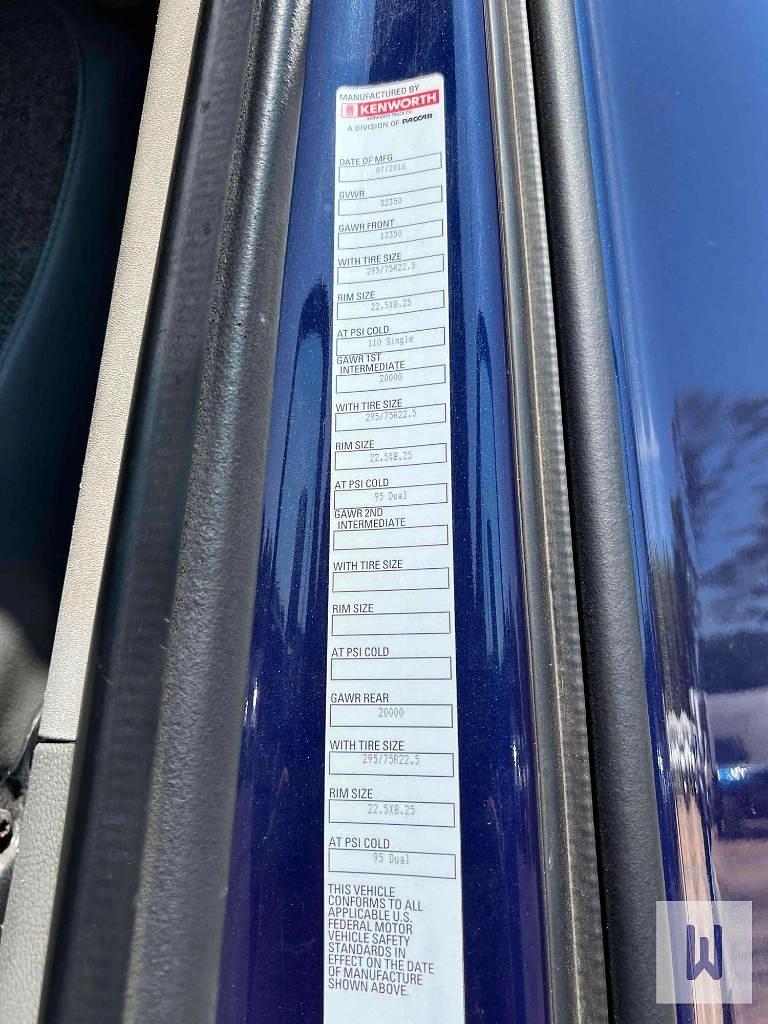 MANUFACTURED BY
KENWORTH
KENWORTH TRUCK CO.
A DIVISION OF PACCAR
DATE OF MFG
07/2016
GVWR
52350
GAWR FRONT
12350
WITH TIRE SIZE
295/75R22.5
RIM SIZE
22.5X8.25
AT PSI COLD
110 Single
GAWR 1ST
INTERMEDIATE
20000
WITH TIRE SIZE
295/75R22.5
RIM SIZE
22.5X8.25
AT PSI COLD
95 Dual
GAWR 2ND
INTERMEDIATE
WITH TIRE SIZE
RIM SIZE
AT PSI COLD
GAWR REAR
20000
WITH TIRE SIZE
295/75R22.5
RIM SIZE
22.5X8.25
AT PSI COLD
95 Dual
THIS VEHICLE
CONFORMS TO ALL
APPLICABLE U.S.
FEDERAL MOTOR
VEHICLE SAFETY
STANDARDS IN
EFFECT ON THE DATE
OF MANUFACTURE
SHOWN ABOVE.
W